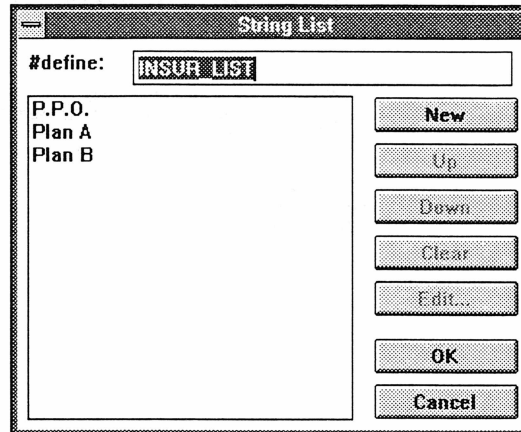 String List
#define: INSUR_LIST
P.P.O.
Plan A
Plan B
New
Up
Down
Clear
Edit...
OK
Cancel